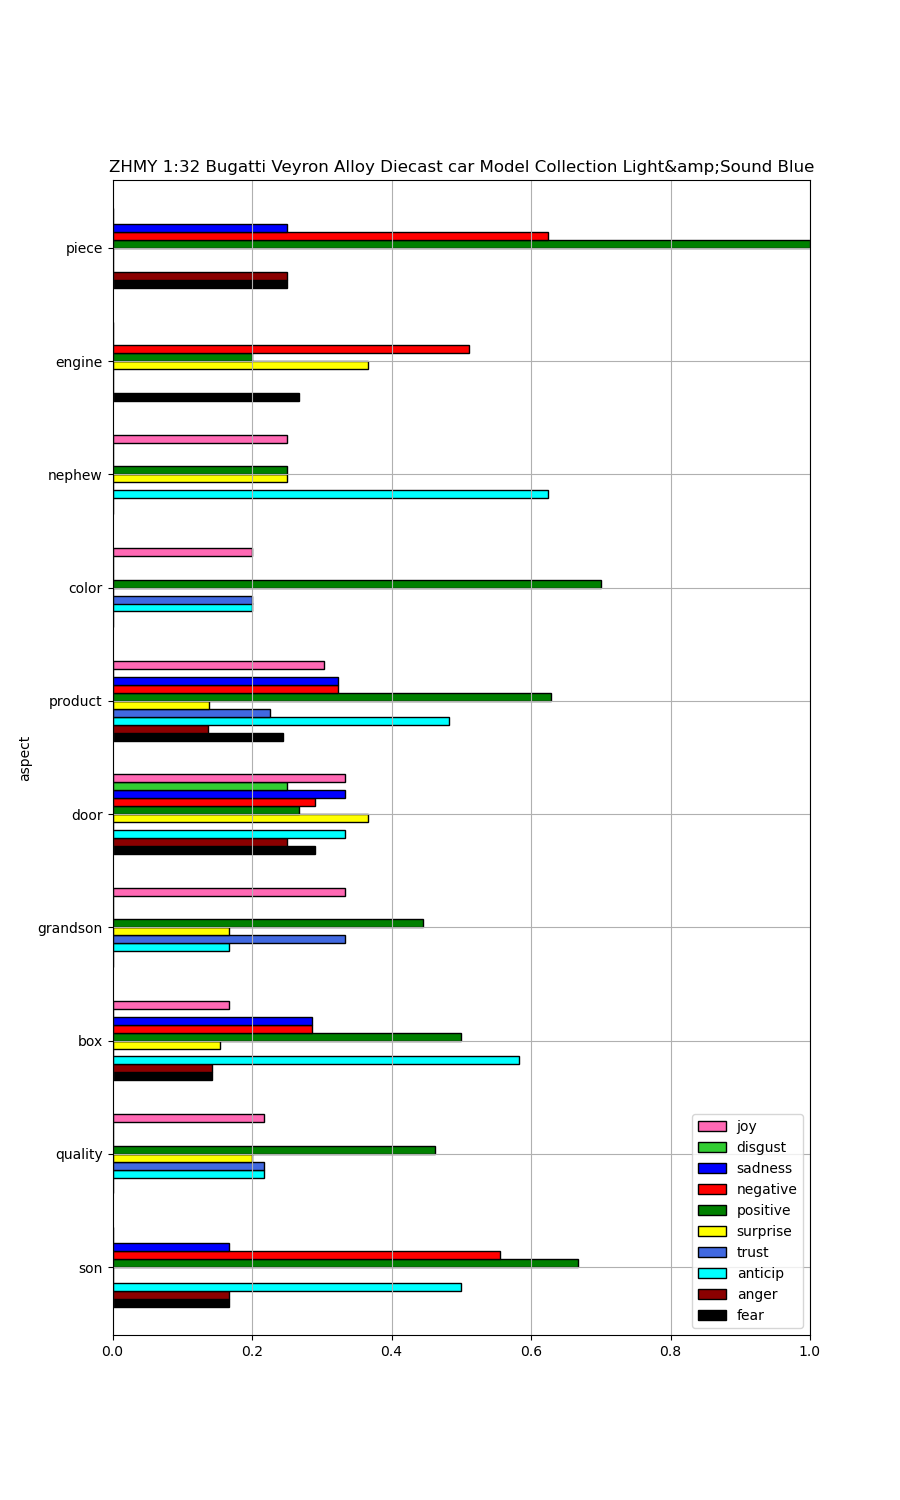 ZHMY 1:32 Bugatti Veyron Alloy Diecast car Model Collection Light&amp;Sound Blue
piece
engine
nephew
color
product
aspect
door
grandson
box
quality
son
joy
disgust
sadness
negative
positive
surprise
trust
anticip
anger
fear
0.0 0.2 0.4 0.6 0.8 1.0